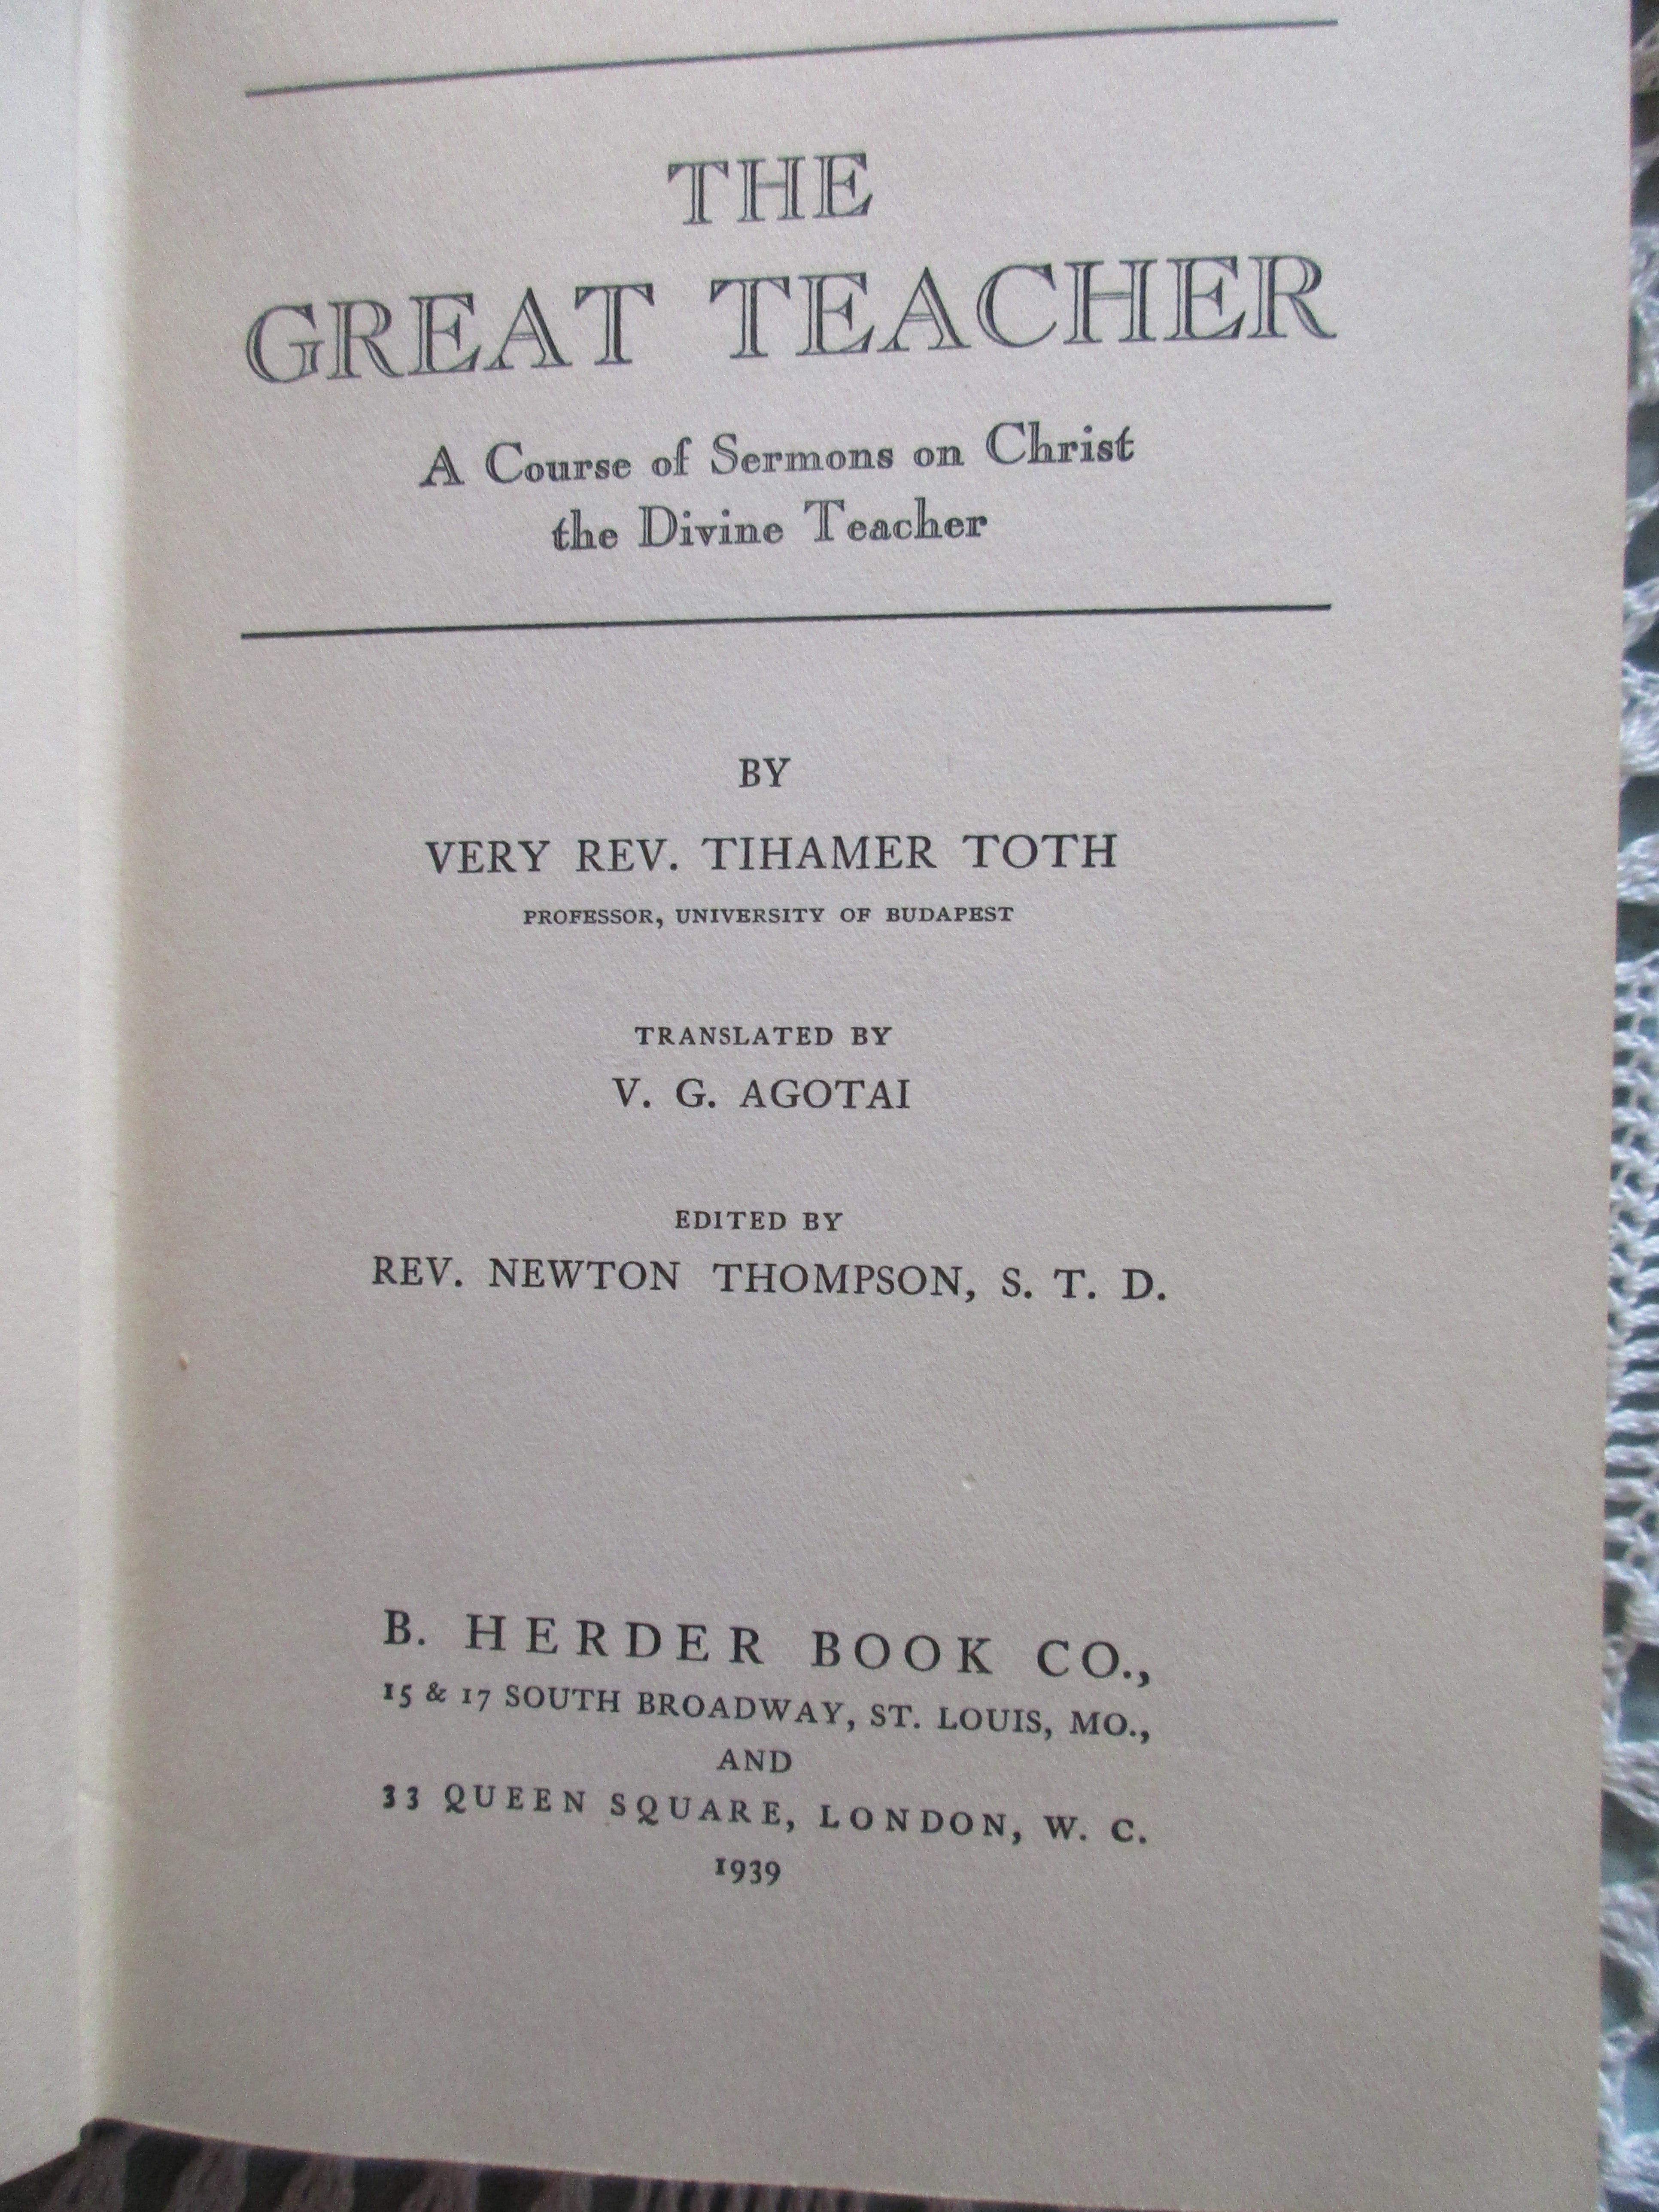 THE
GREAT TEACHER
A Course of Sermons on Christ
the Divine Teacher
BY
VERY REV. TIHAMER TOTH
PROFESSOR, UNIVERSITY OF BUDAPEST
TRANSLATED BY
V. G. AGOTAI
EDITED BY
REV. NEWTON THOMPSON, S. T. D.
B. HERDER BOOK CO.,
15 & 17 SOUTH BROADWAY, ST. LOUIS, MO.,
AND
33 QUEEN SQUARE, LONDON, W. C.
1939